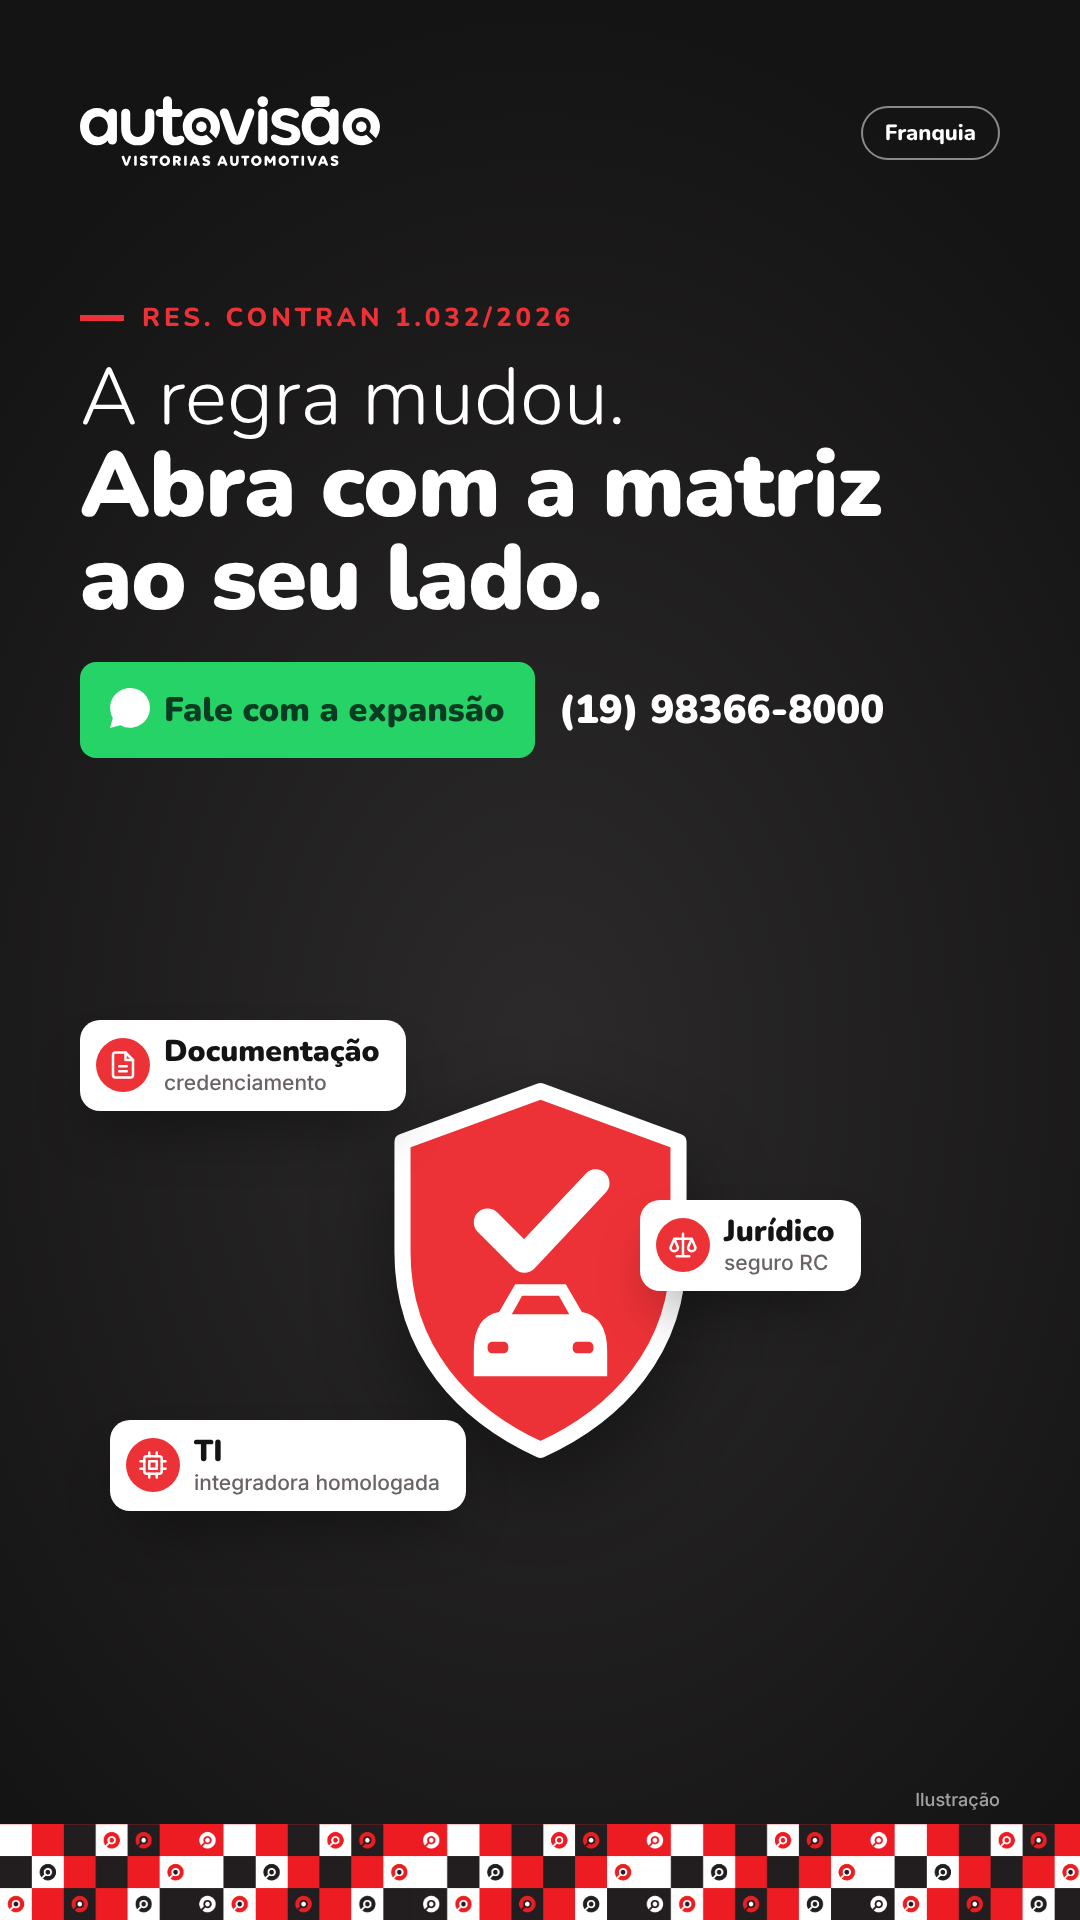 autovisão
VISTORIAS AUTOMOTIVAS
Franquia
RES. CONTRAN 1.032/2026
A regra mudou.
Abra com a matriz
ao seu lado.
Fale com a expansão
(19) 98366-8000
Documentação
credenciamento
Jurídico
seguro RC
TI
integradora homologada
Ilustração